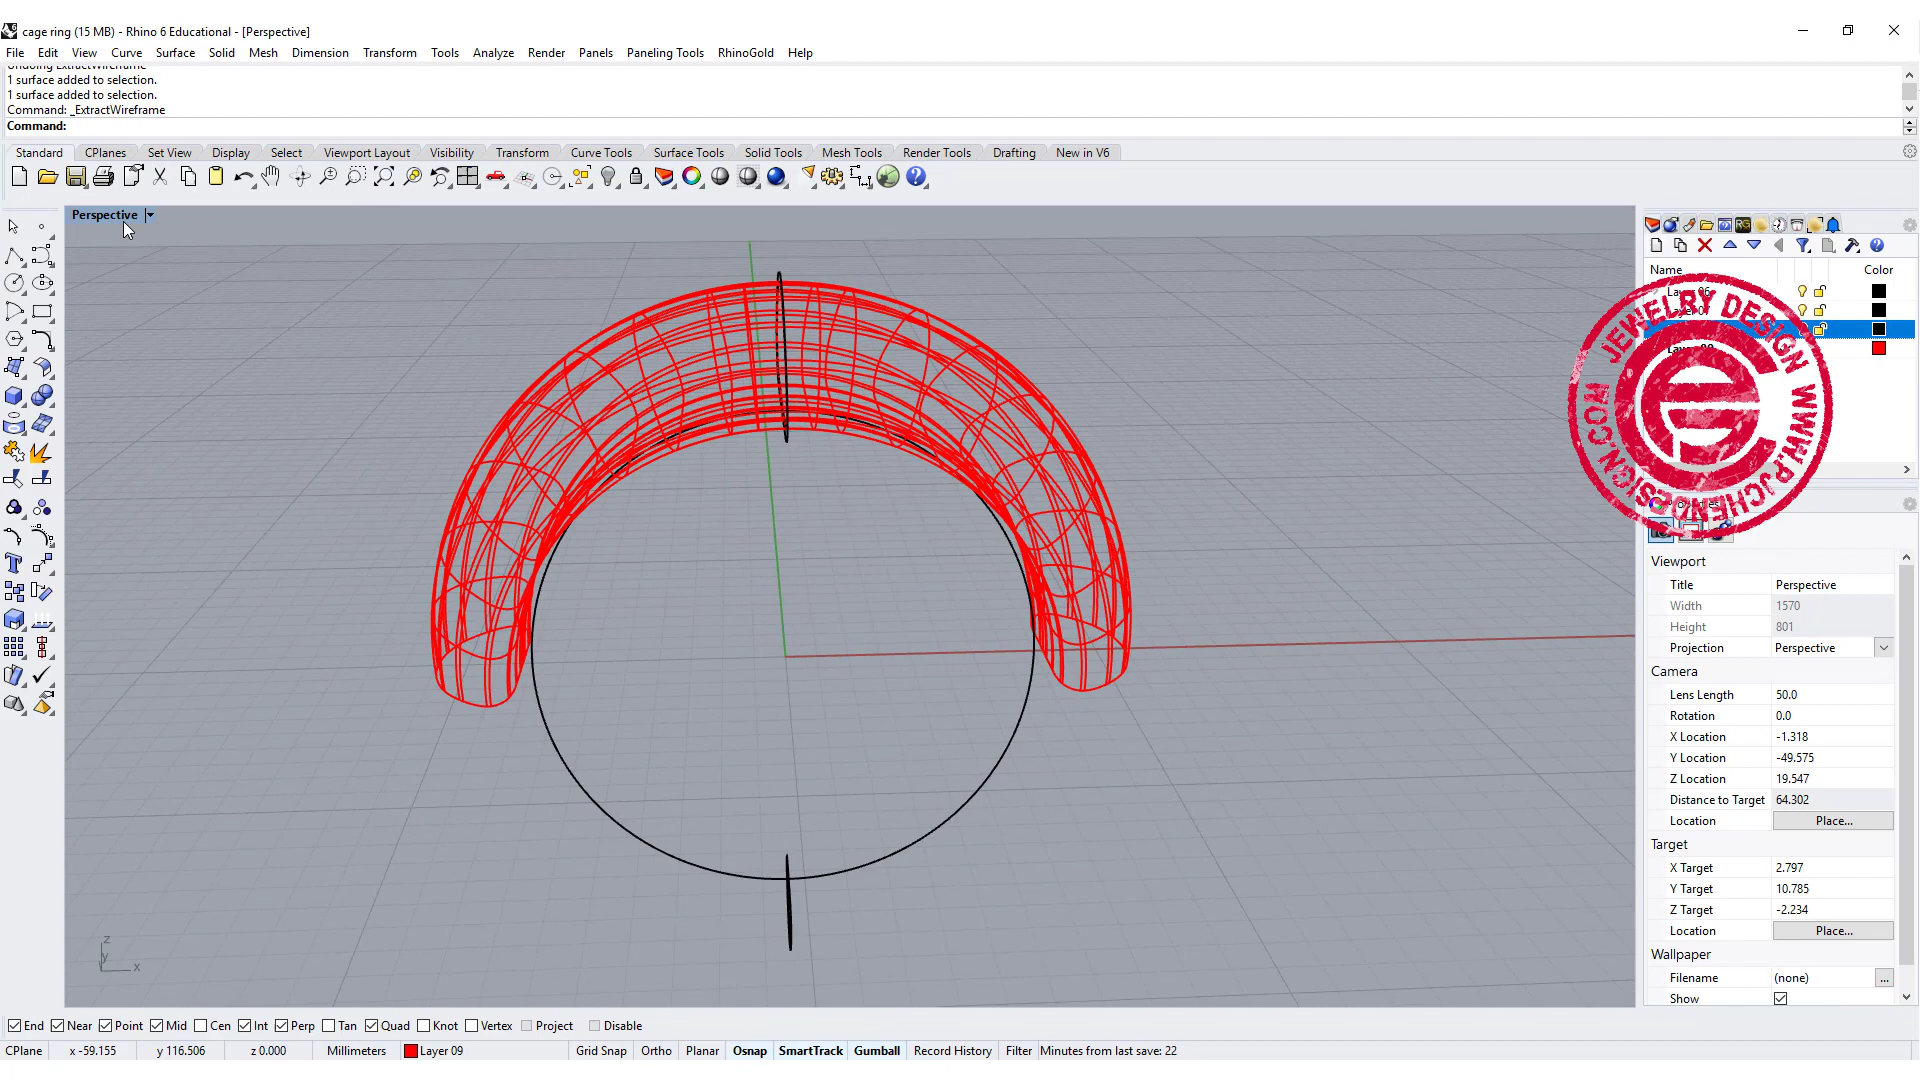 cage ring (15 MB) - Rhino 6 Educational - [Perspective]
File Edit View Curve Surface Solid Mesh Dimension Transform Tools Analyze Render Panels Paneling Tools RhinoGold Help
Undoing ExtractWireframe
1 surface added to selection.
1 surface added to selection.
Command: _ExtractWireframe
Command:
Standard CPlanes Set View Display Select Viewport Layout Visibility Transform Curve Tools Surface Tools Solid Tools Mesh Tools Render Tools Drafting New in V6
Perspective
Name Color
JEWELRY DESIGN WWW.PJCHENDESIGN.COM
Viewport
Title Perspective
Width 1570
Height 801
Projection Perspective
Camera
Lens Length 50.0
Rotation 0.0
X Location -1.318
Y Location -49.575
Z Location 19.547
Distance to Target 64.302
Location Place...
Target
X Target 2.797
Y Target 10.785
Z Target -2.234
Location Place...
Wallpaper
Filename (none) ...
Show
z
y
x
End Near Point Mid Cen Int Perp Tan Quad Knot Vertex Project Disable
CPlane x -59.155 y 116.506 z 0.000 Millimeters Layer 09 Grid Snap Ortho Planar Osnap SmartTrack Gumball Record History Filter Minutes from last save: 22